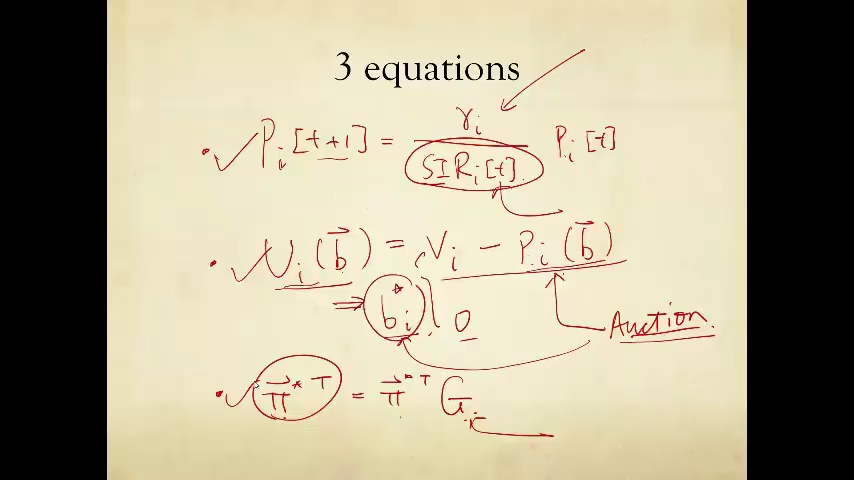 3 equations
• ✓ Pᵢ[t+1] = γᵢ / SIRᵢ[t] Pᵢ[t]
• ✓ Uᵢ(b⃗) = { Vᵢ − Pᵢ(b⃗)
⇒ bᵢ* 0 Auction.
• ✓ π⃗*ᵀ = π⃗*ᵀ G